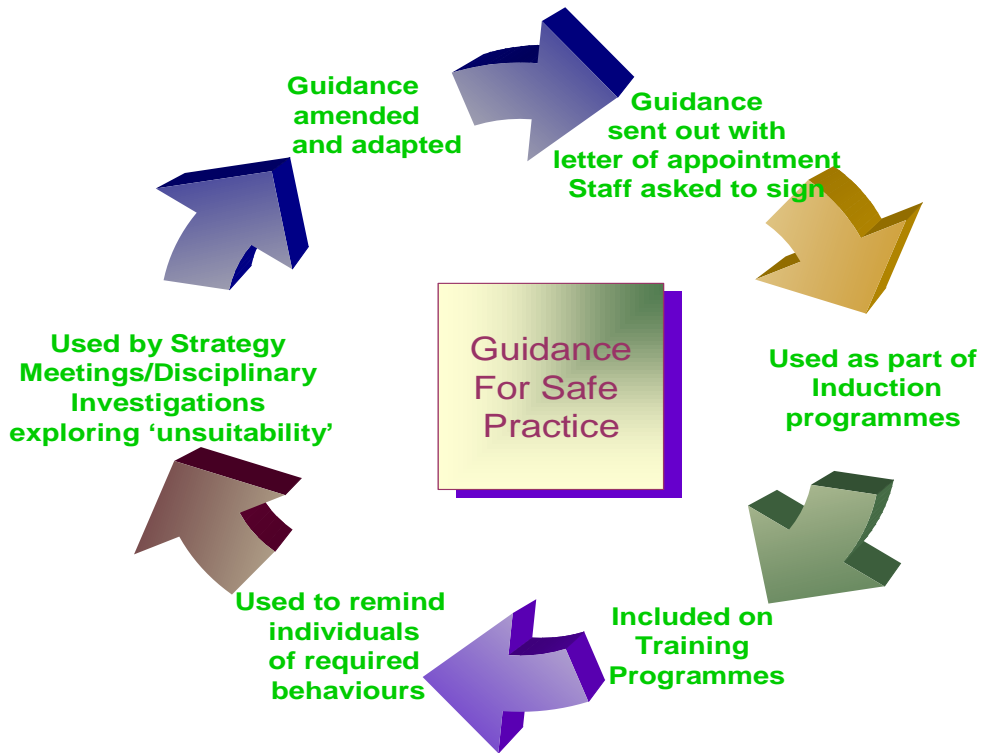 Guidance
amended
and adapted
Guidance
sent out with
letter of appointment
Staff asked to sign
Used as part of
Induction
programmes
Included on
Training
Programmes
Used to remind
individuals
of required
behaviours
Used by Strategy
Meetings/Disciplinary
Investigations
exploring ‘unsuitability’
Guidance
For Safe
Practice